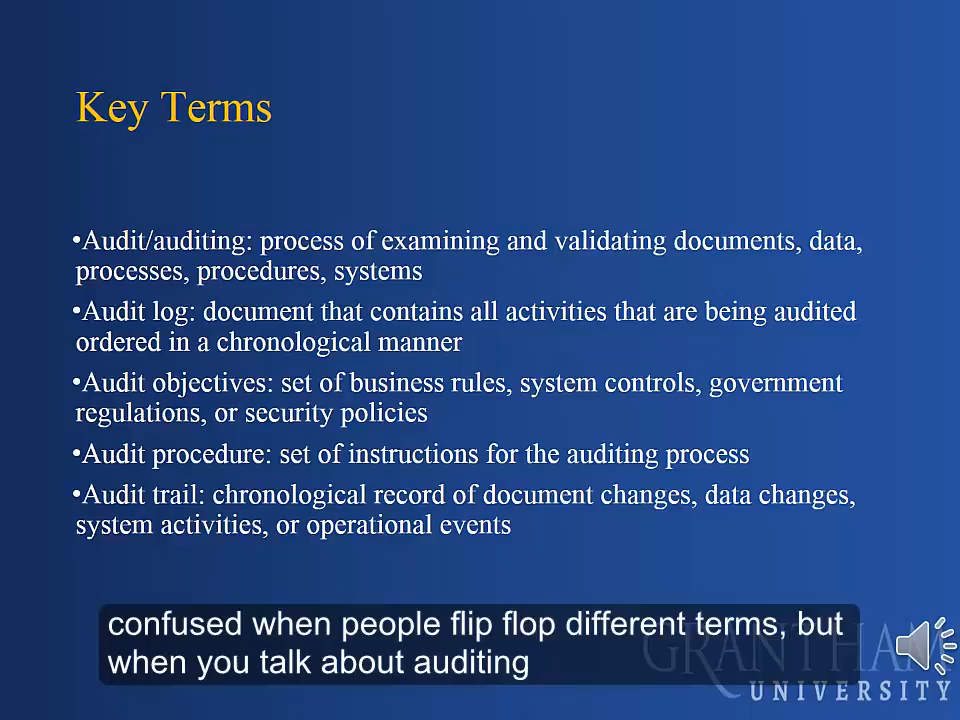 Key Terms
•Audit/auditing: process of examining and validating documents, data,
processes, procedures, systems
•Audit log: document that contains all activities that are being audited
ordered in a chronological manner
•Audit objectives: set of business rules, system controls, government
regulations, or security policies
•Audit procedure: set of instructions for the auditing process
•Audit trail: chronological record of document changes, data changes,
system activities, or operational events
confused when people flip flop different terms, but
when you talk about auditing
GRANTHAM
UNIVERSITY